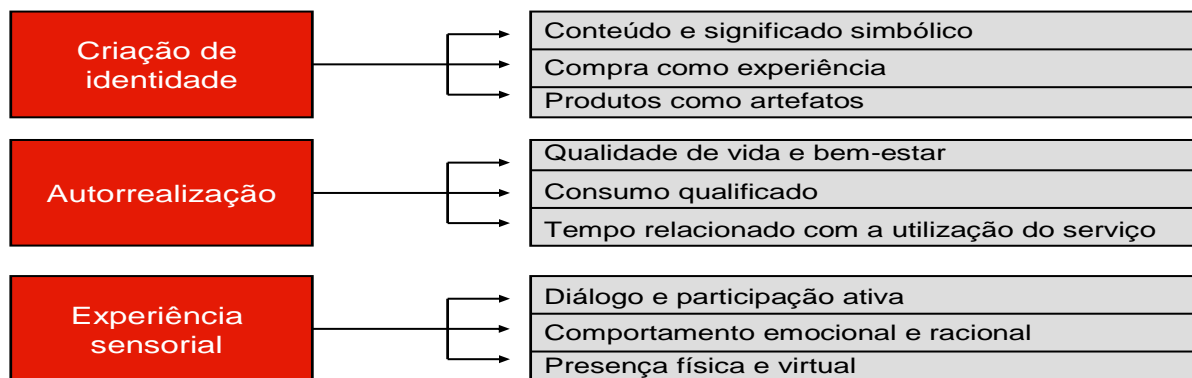 Criação de
identidade
Conteúdo e significado simbólico
Compra como experiência
Produtos como artefatos
Autorrealização
Qualidade de vida e bem-estar
Consumo qualificado
Tempo relacionado com a utilização do serviço
Experiência
sensorial
Diálogo e participação ativa
Comportamento emocional e racional
Presença física e virtual